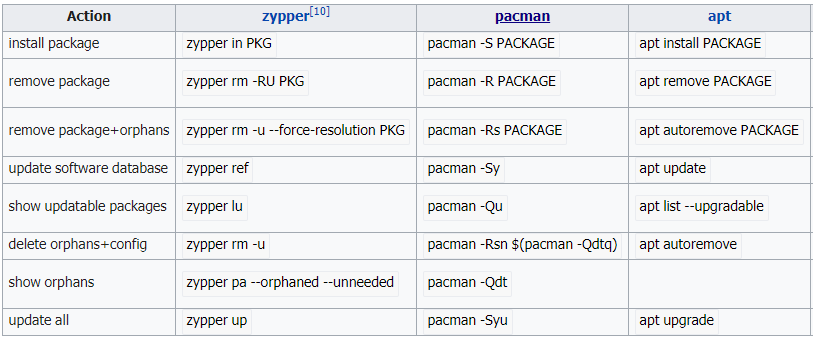 Action zypper[10] pacman apt
install package zypper in PKG pacman -S PACKAGE apt install PACKAGE
remove package zypper rm -RU PKG pacman -R PACKAGE apt remove PACKAGE
remove package+orphans zypper rm -u --force-resolution PKG pacman -Rs PACKAGE apt autoremove PACKAGE
update software database zypper ref pacman -Sy apt update
show updatable packages zypper lu pacman -Qu apt list --upgradable
delete orphans+config zypper rm -u pacman -Rsn $(pacman -Qdtq) apt autoremove
show orphans zypper pa --orphaned --unneeded pacman -Qdt
update all zypper up pacman -Syu apt upgrade